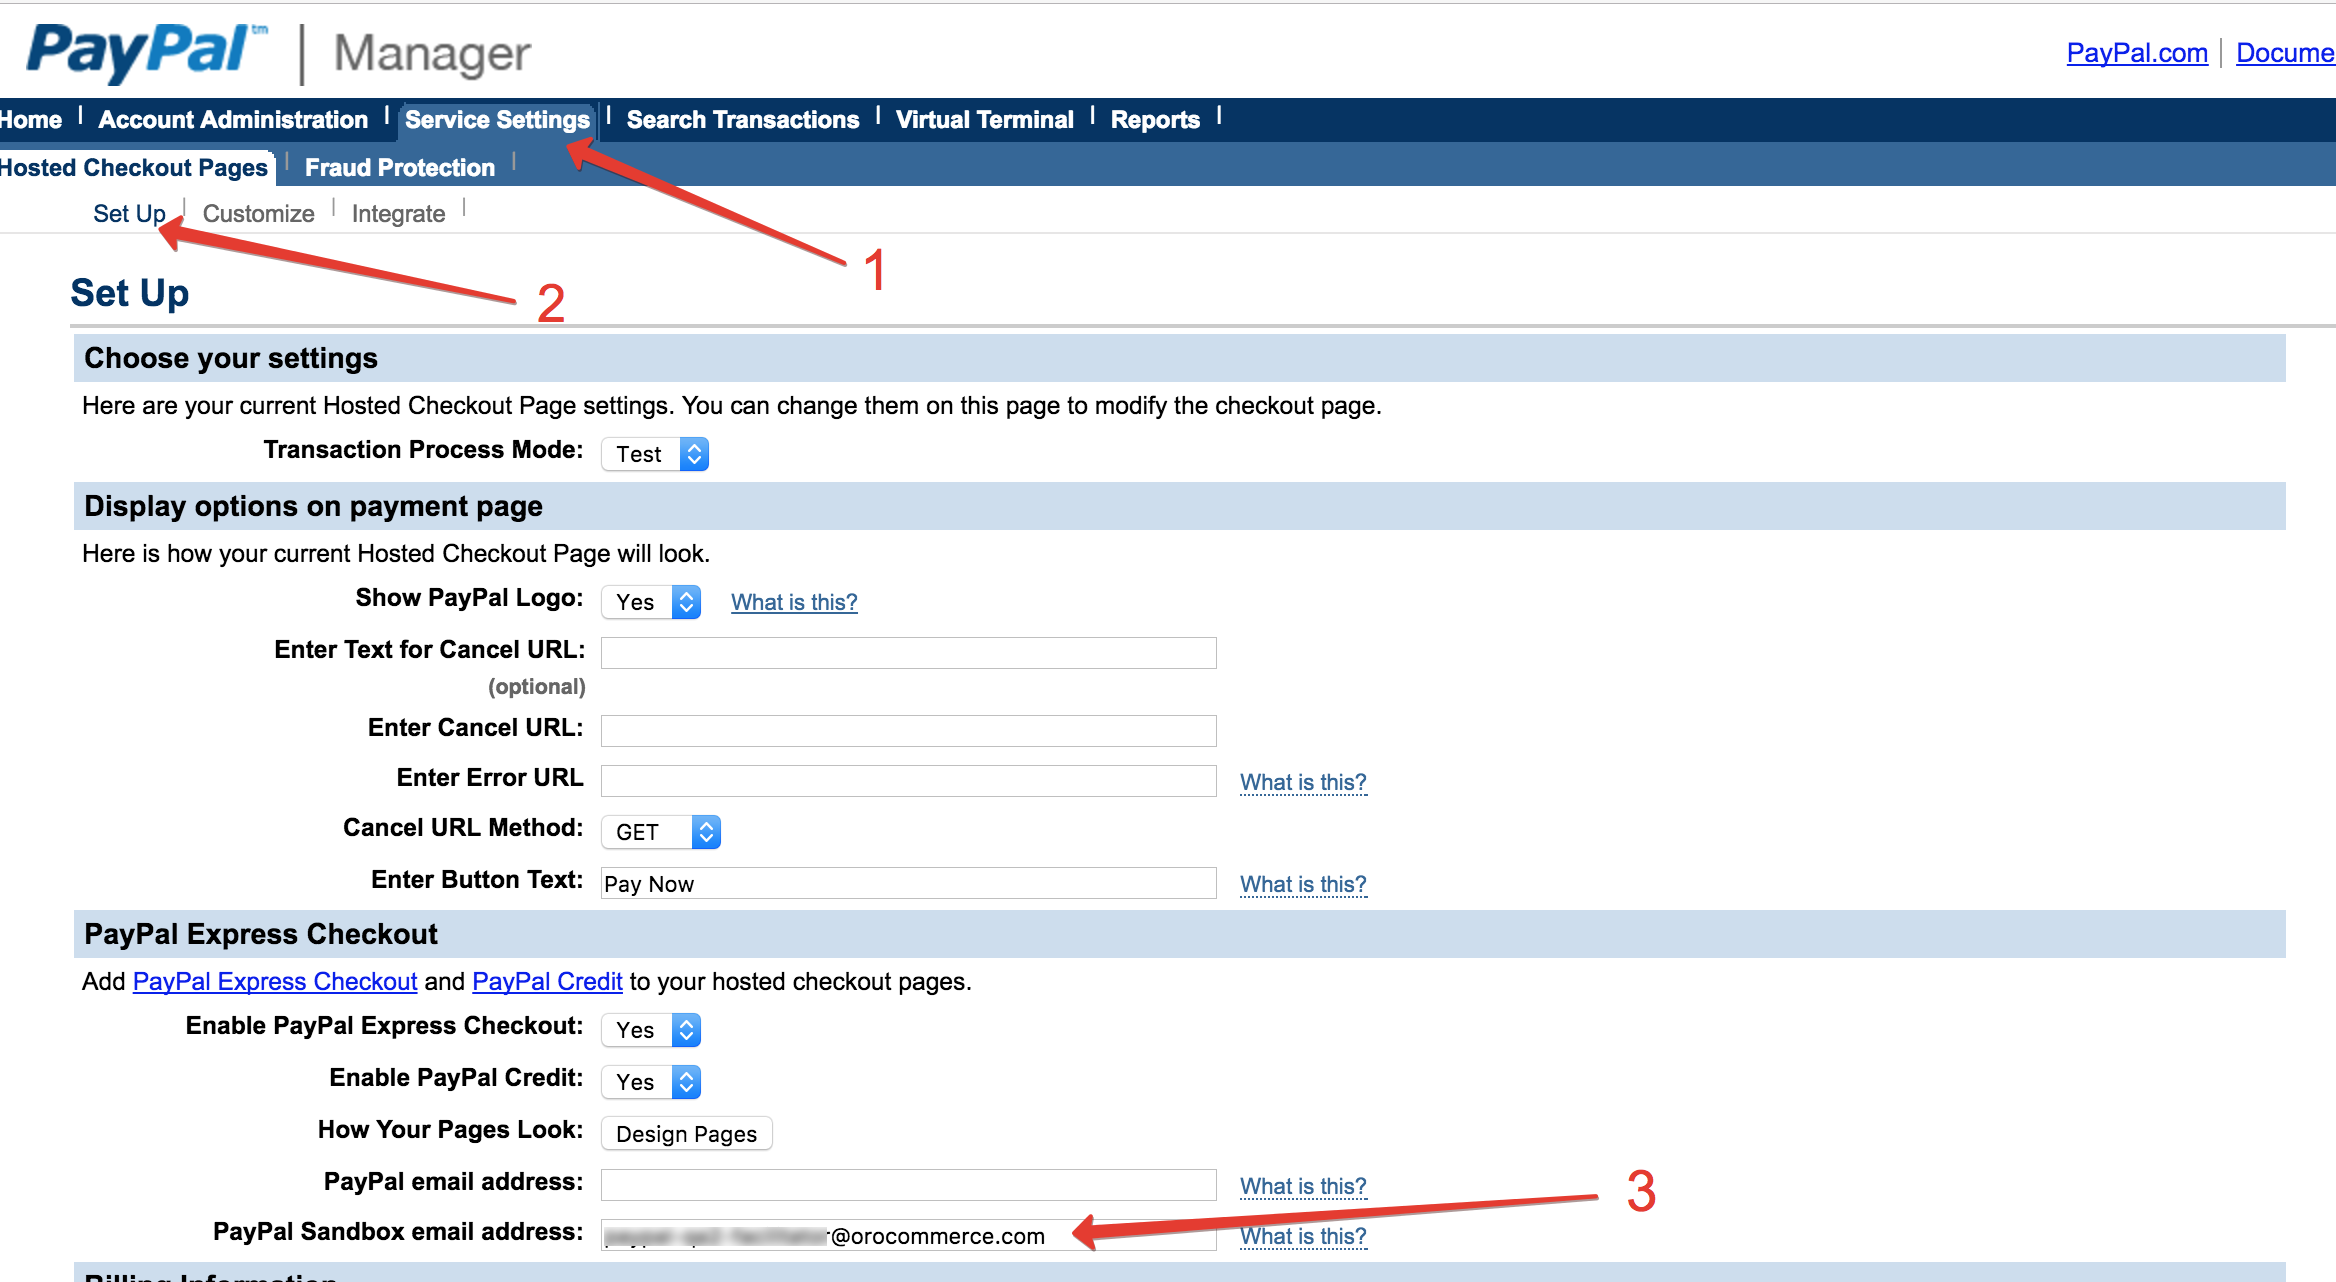 PayPal™ | Manager
PayPal.com | Docume
Home | Account Administration | Service Settings | Search Transactions | Virtual Terminal | Reports |
Hosted Checkout Pages | Fraud Protection |
Set Up | Customize | Integrate |
1
2
Set Up
Choose your settings
Here are your current Hosted Checkout Page settings. You can change them on this page to modify the checkout page.
Transaction Process Mode: Test
Display options on payment page
Here is how your current Hosted Checkout Page will look.
Show PayPal Logo: Yes What is this?
Enter Text for Cancel URL:
(optional)
Enter Cancel URL:
Enter Error URL What is this?
Cancel URL Method: GET
Enter Button Text: Pay Now What is this?
PayPal Express Checkout
Add PayPal Express Checkout and PayPal Credit to your hosted checkout pages.
Enable PayPal Express Checkout: Yes
Enable PayPal Credit: Yes
How Your Pages Look: Design Pages
PayPal email address: What is this?
3
PayPal Sandbox email address: @orocommerce.com What is this?
Billing Information